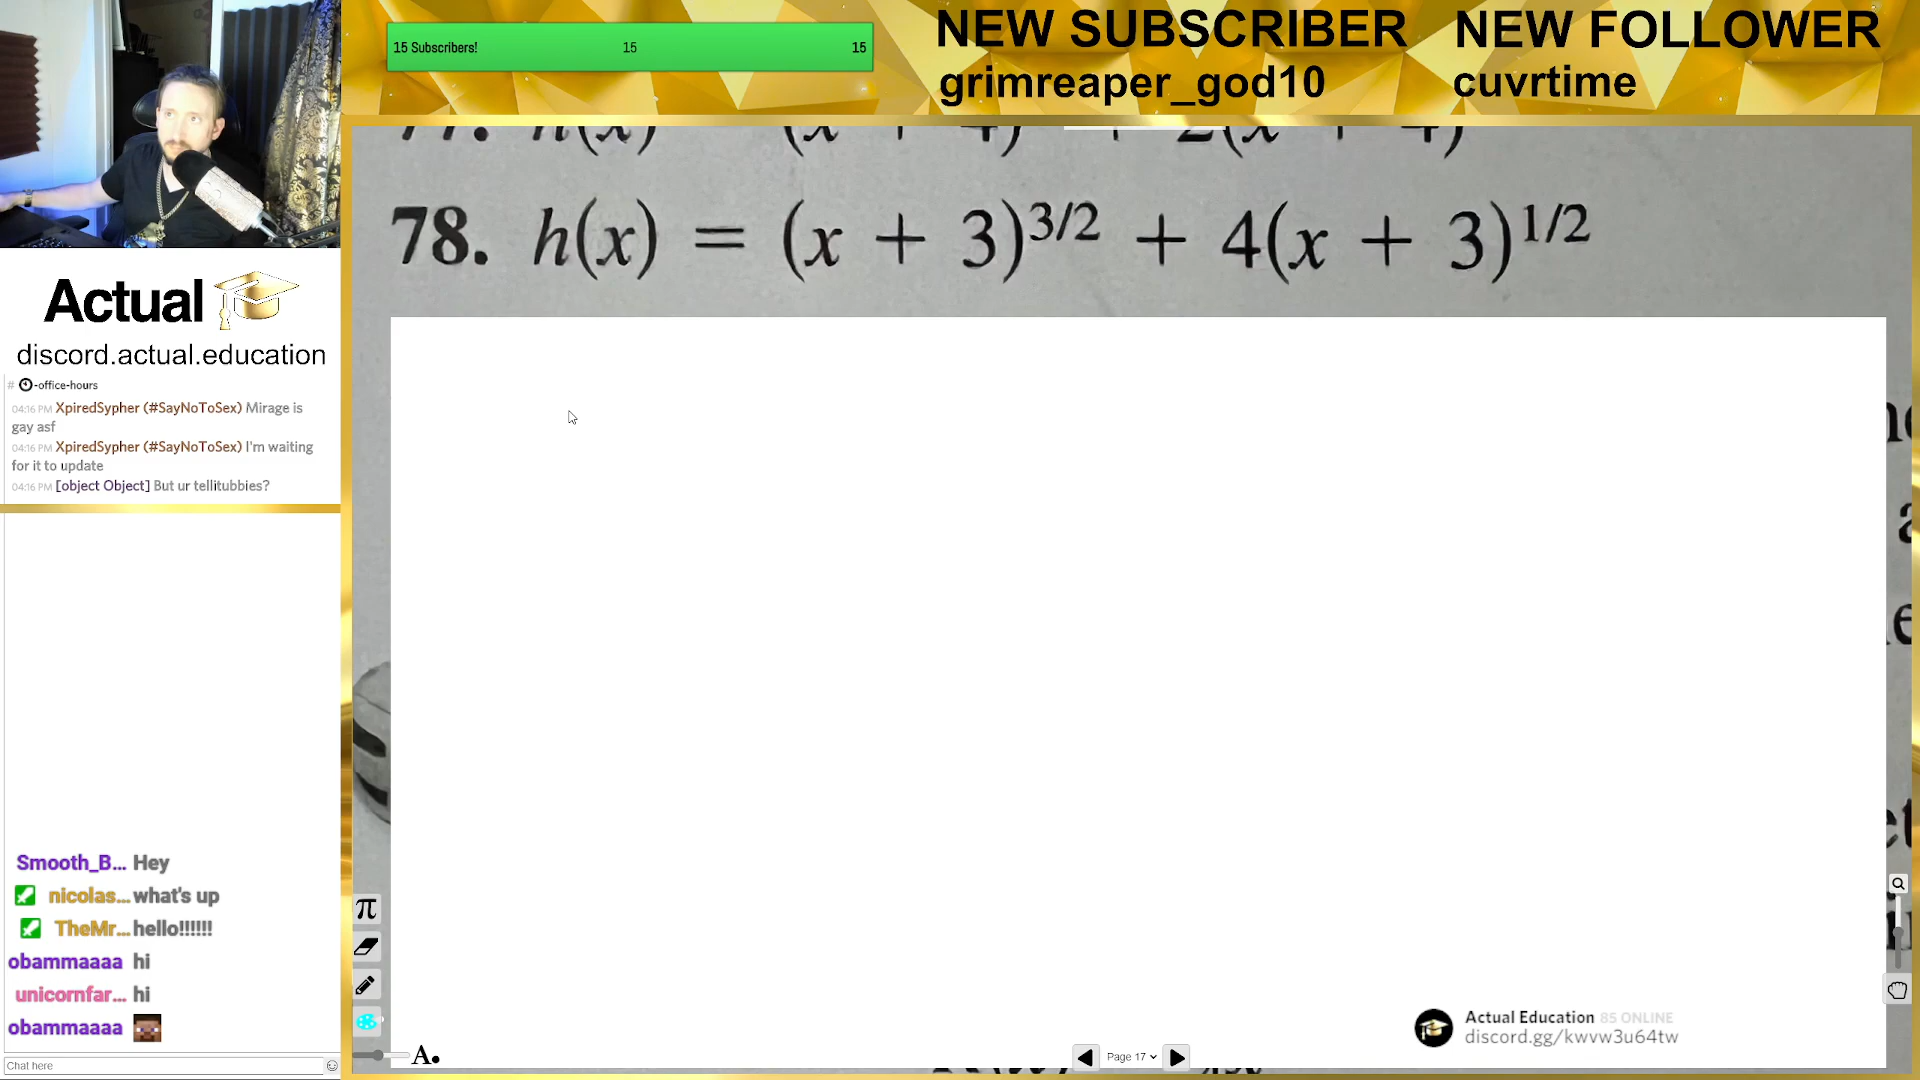 15 Subscribers! 15 15
NEW SUBSCRIBER
grimreaper_god10
NEW FOLLOWER
cuvrtime
Actual
discord.actual.education
# -office-hours
04:16 PM XpiredSypher (#SayNoToSex) Mirage is
gay asf
04:16 PM XpiredSypher (#SayNoToSex) I'm waiting
for it to update
04:16 PM [object Object] But ur tellitubbies?
Smooth_B... Hey
nicolas... what's up
TheMr... hello!!!!!!
obammaaaa hi
unicornfar... hi
obammaaaa
Chat here
78. h(x) = (x + 3)^{3/2} + 4(x + 3)^{1/2}
π
A.
Page 17
Actual Education 85 ONLINE
discord.gg/kwvw3u64tw